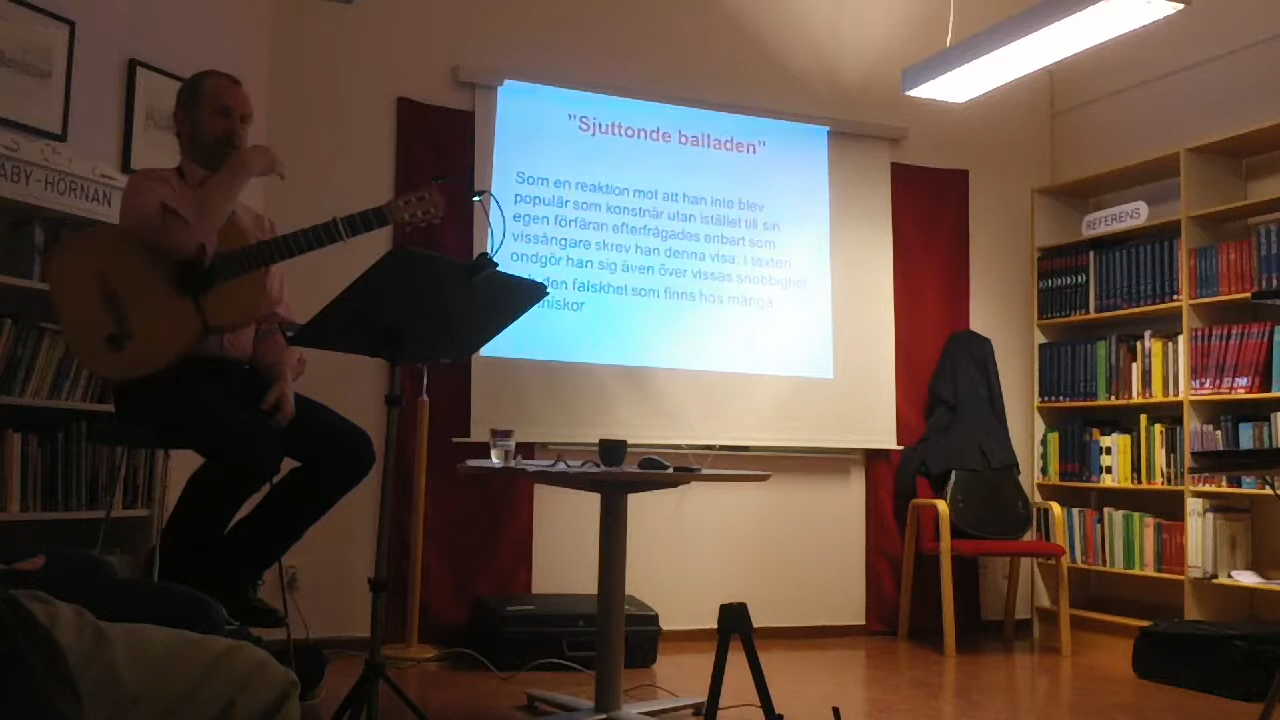 "Sjuttonde balladen"
Som en reaktion mot att han inte blev
populär som konstnär utan istället till sin
egen förfäran efterfrågades enbart som
vissångare skrev han denna visa. I texten
ondgör han sig även över vissas snobbighet
den falskhet som finns hos många
ÄBY-HÖRNAN
REFERENS